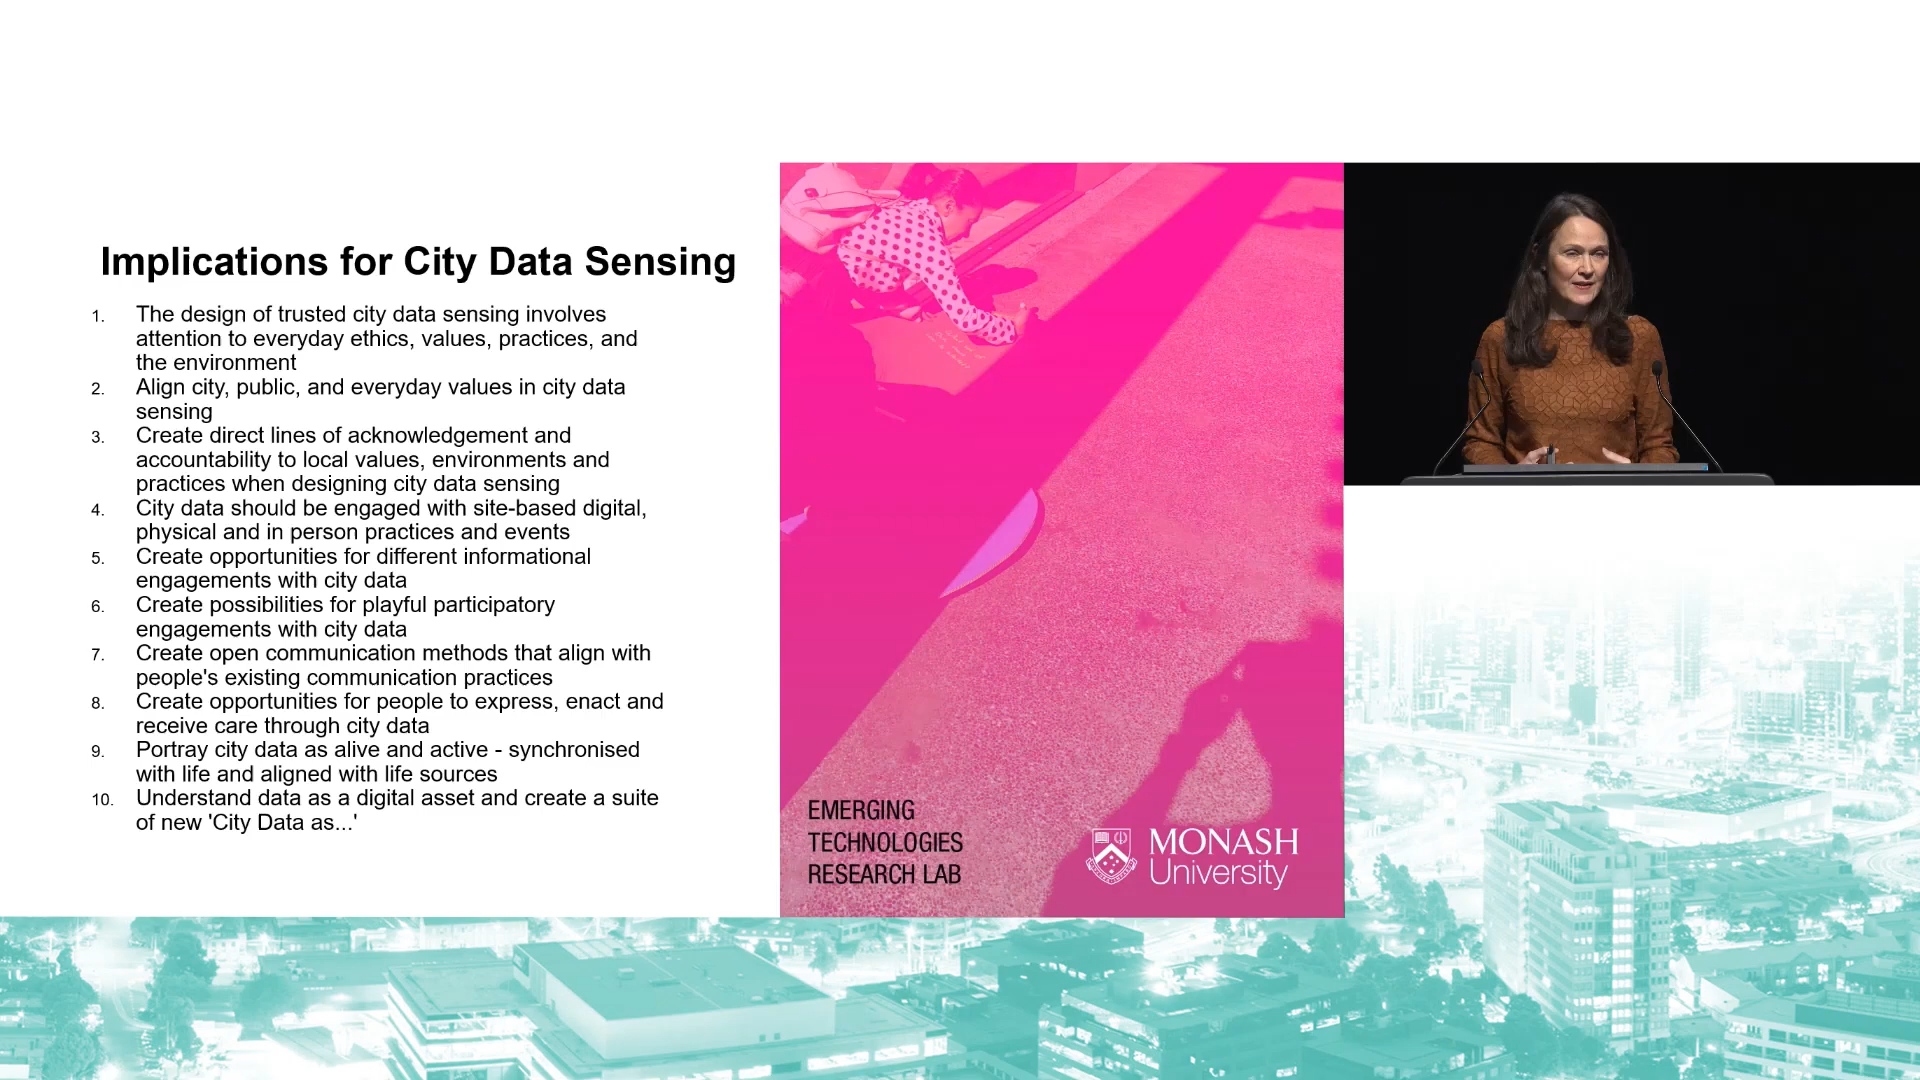 Implications for City Data Sensing
1. The design of trusted city data sensing involves
attention to everyday ethics, values, practices, and
the environment
2. Align city, public, and everyday values in city data
sensing
3. Create direct lines of acknowledgement and
accountability to local values, environments and
practices when designing city data sensing
4. City data should be engaged with site-based digital,
physical and in person practices and events
5. Create opportunities for different informational
engagements with city data
6. Create possibilities for playful participatory
engagements with city data
7. Create open communication methods that align with
people's existing communication practices
8. Create opportunities for people to express, enact and
receive care through city data
9. Portray city data as alive and active - synchronised
with life and aligned with life sources
10. Understand data as a digital asset and create a suite
of new 'City Data as...'
EMERGING
TECHNOLOGIES
RESEARCH LAB
MONASH
University